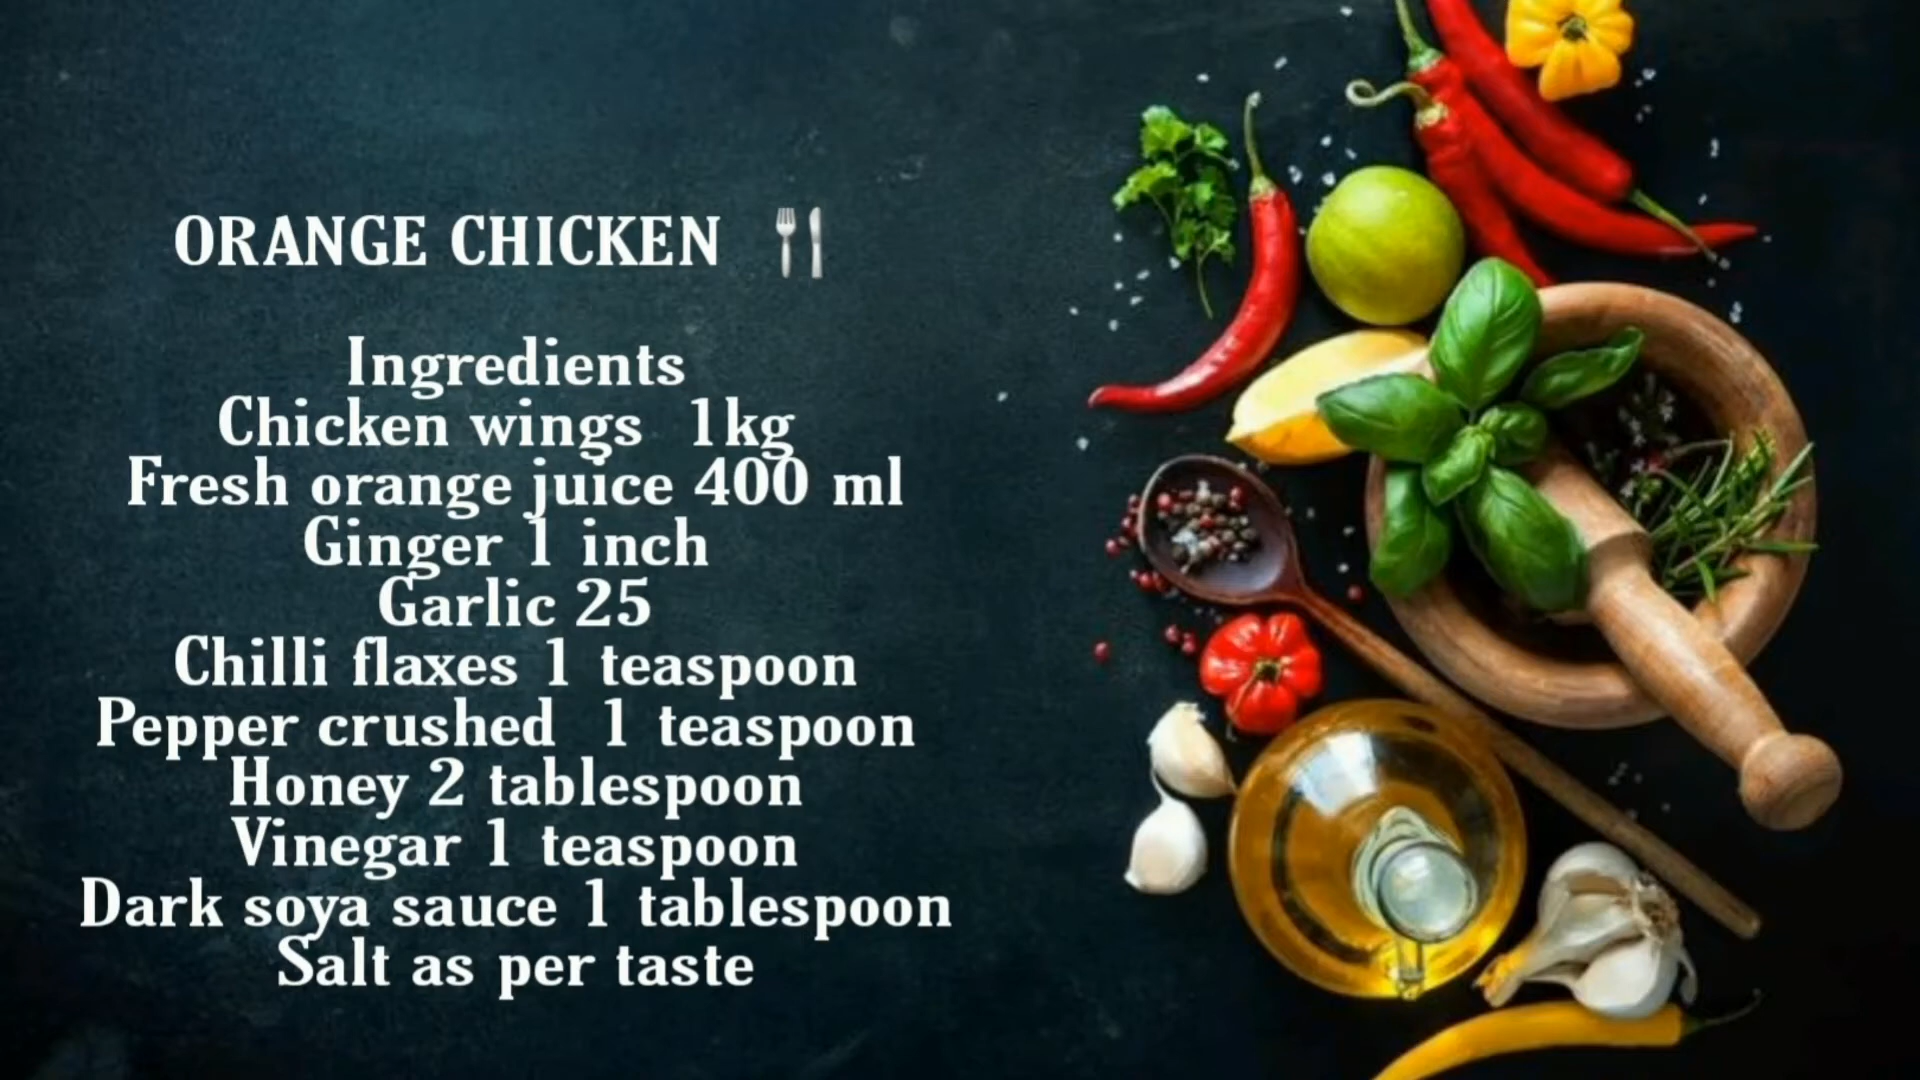 ORANGE CHICKEN 🍴
Ingredients
Chicken wings 1kg
Fresh orange juice 400 ml
Ginger 1 inch
Garlic 25
Chilli flaxes 1 teaspoon
Pepper crushed 1 teaspoon
Honey 2 tablespoon
Vinegar 1 teaspoon
Dark soya sauce 1 tablespoon
Salt as per taste